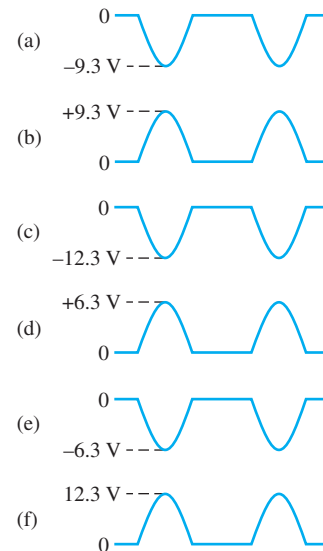 0
(a)
–9.3 V
+9.3 V
(b)
0
0
(c)
–12.3 V
+6.3 V
(d)
0
0
(e)
–6.3 V
12.3 V
(f)
0